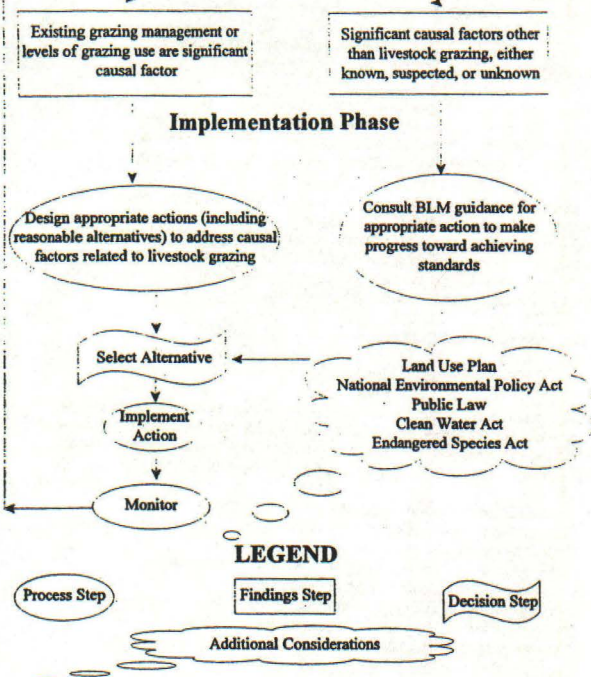 Existing grazing management or
levels of grazing use are significant
causal factor
Significant causal factors other
than livestock grazing, either
known, suspected, or unknown
Implementation Phase
Design appropriate actions (including
reasonable alternatives) to address causal
factors related to livestock grazing
Consult BLM guidance for
appropriate action to make
progress toward achieving
standards
Select Alternative
Land Use Plan
National Environmental Policy Act
Public Law
Clean Water Act
Endangered Species Act
Implement
Action
Monitor
LEGEND
Process Step
Findings Step
Decision Step
Additional Considerations